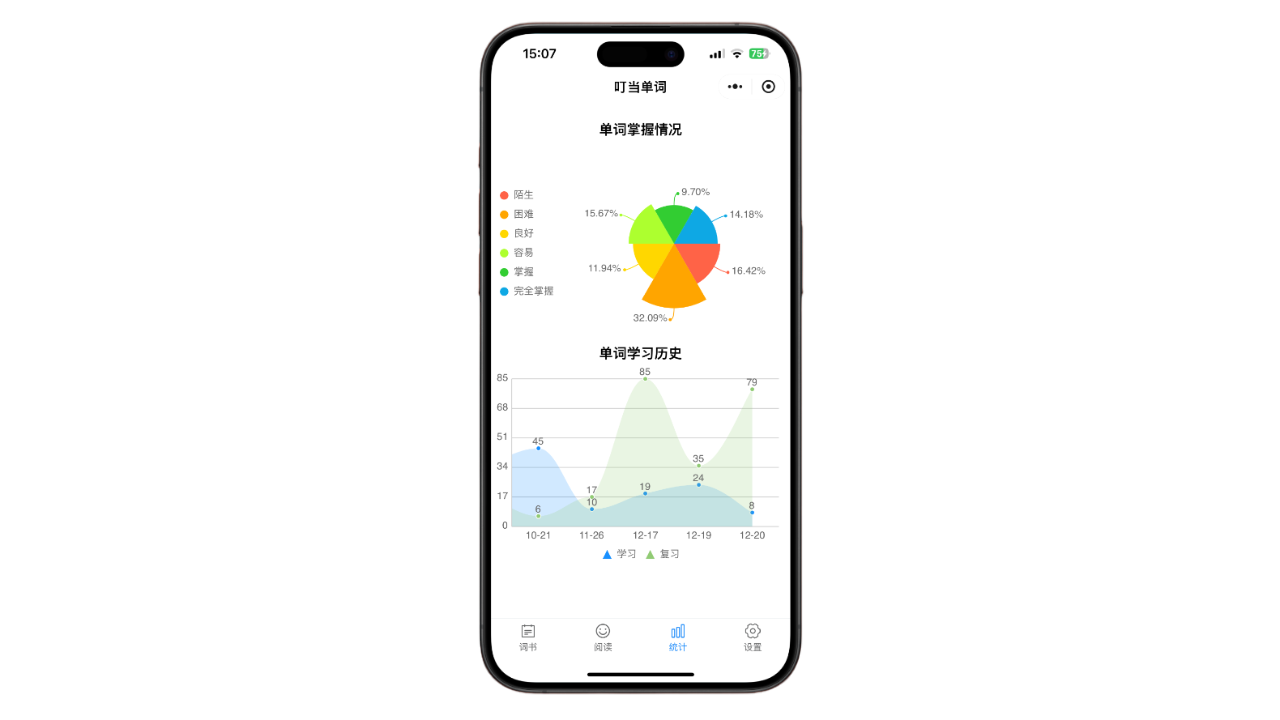 15:07
75
叮当单词
单词掌握情况
陌生
困难
良好
容易
掌握
完全掌握
9.70%
15.67%
14.18%
11.94%
16.42%
32.09%
单词学习历史
85
68
51
34
17
0
45
6
17
10
85
19
35
24
79
8
10-21 11-26 12-17 12-19 12-20
学习 复习
词书 阅读 统计 设置